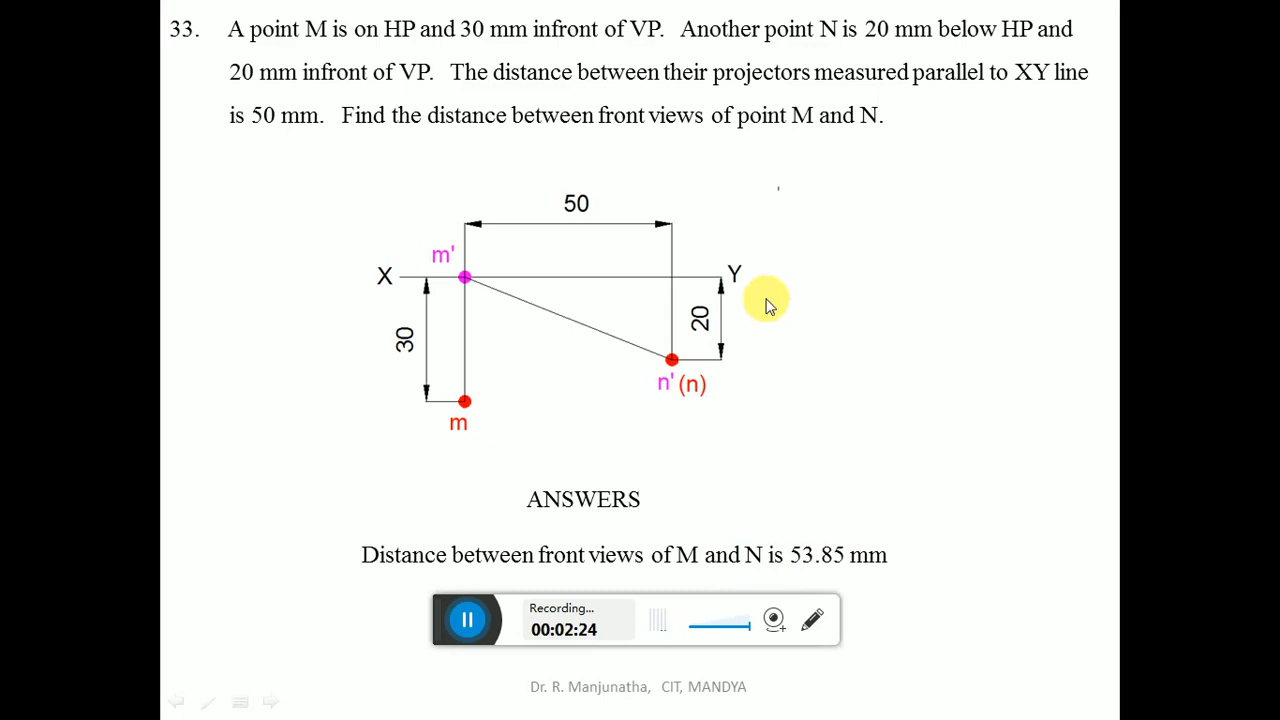 33. A point M is on HP and 30 mm infront of VP. Another point N is 20 mm below HP and
20 mm infront of VP. The distance between their projectors measured parallel to XY line
is 50 mm. Find the distance between front views of point M and N.
50
m'
X
Y
30
20
n' (n)
m
ANSWERS
Distance between front views of M and N is 53.85 mm
Recording...
00:02:24
Dr. R. Manjunatha, CIT, MANDYA